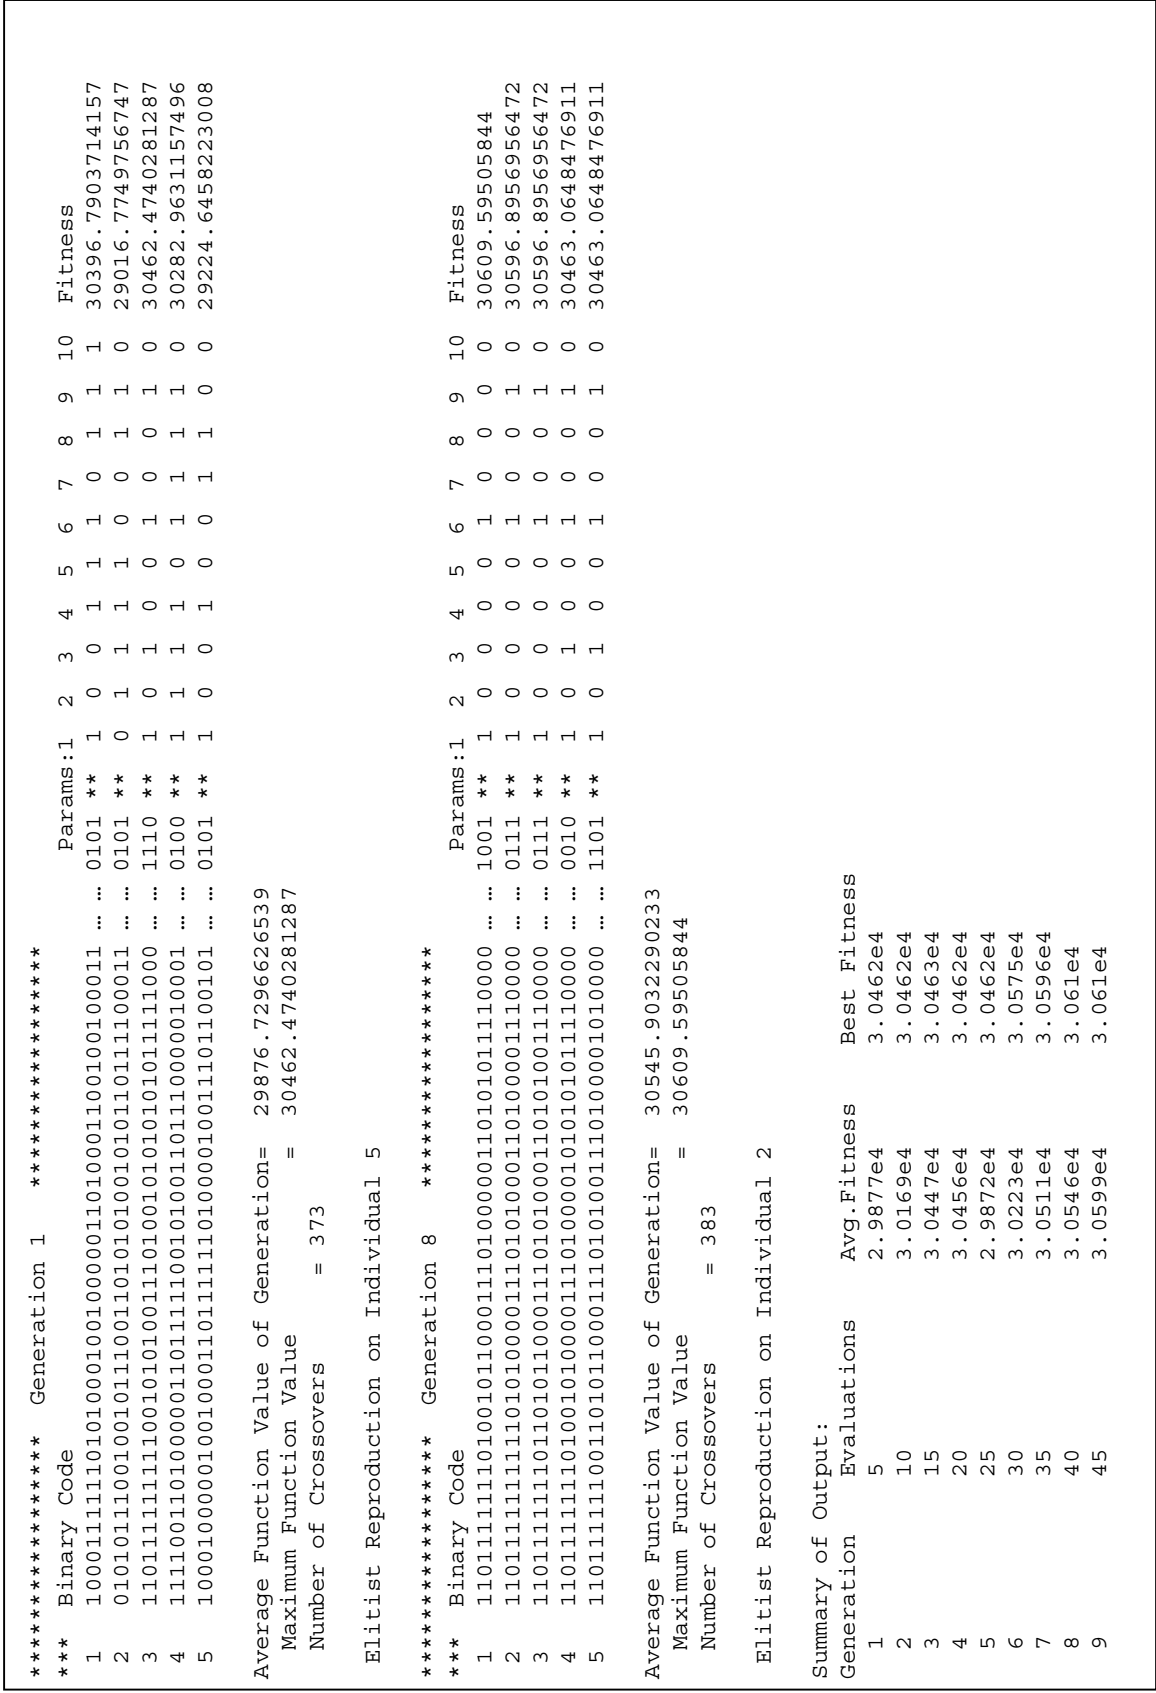 ****************** Generation 1 ******************
*** Binary Code Params:1 2 3 4 5 6 7 8 9 10 Fitness
1 1000111111101010001001001000001101000110010010011 … … 0101 ** 1 0 0 1 1 1 0 1 1 1 30396.7903714157
2 0101011100100100101110011010101001010110111100011 … … 0101 ** 0 1 1 1 1 0 0 1 1 0 29016.7749756747
3 1101111111110010110100111010010101010101011111000 … … 1110 ** 1 0 1 0 0 1 0 0 1 0 30462.4740281287
4 1111001101000001101111100101010011011100000010001 … … 0100 ** 1 1 1 1 0 1 1 1 1 0 30282.9631157496
5 1000100000100100011011111101000010011101101100101 … … 0101 ** 1 0 0 1 0 0 1 1 0 0 29224.6458223008
Average Function Value of Generation= 29876.7296626539
Maximum Function Value = 30462.4740281287
Number of Crossovers = 373
Elitist Reproduction on Individual 5
****************** Generation 8 ******************
*** Binary Code Params:1 2 3 4 5 6 7 8 9 10 Fitness
1 1101111111010010110001110100000110101011110000 … … 1001 ** 1 0 0 0 0 1 0 0 0 0 30609.59505844
2 1101111111110101000011101010001101000011110000 … … 0111 ** 1 0 0 0 0 1 0 0 1 0 30596.8956956472
3 1101111111011010110001110101000110101001110000 … … 0111 ** 1 0 0 0 0 1 0 0 1 0 30596.8956956472
4 1101111111101001010000111010000101010101110000 … … 0010 ** 1 0 1 0 0 1 0 0 1 0 30463.0648476911
5 1101111110011010110001110101001110100001010000 … … 1101 ** 1 0 1 0 0 1 0 0 1 0 30463.0648476911
Average Function Value of Generation= 30545.9032290233
Maximum Function Value = 30609.59505844
Number of Crossovers = 383
Elitist Reproduction on Individual 2
Summary of Output:
Generation Evaluations Avg.Fitness Best Fitness
1 5 2.9877e4 3.0462e4
2 10 3.0169e4 3.0462e4
3 15 3.0447e4 3.0463e4
4 20 3.0456e4 3.0462e4
5 25 2.9872e4 3.0462e4
6 30 3.0223e4 3.0575e4
7 35 3.0511e4 3.0596e4
8 40 3.0546e4 3.061e4
9 45 3.0599e4 3.061e4